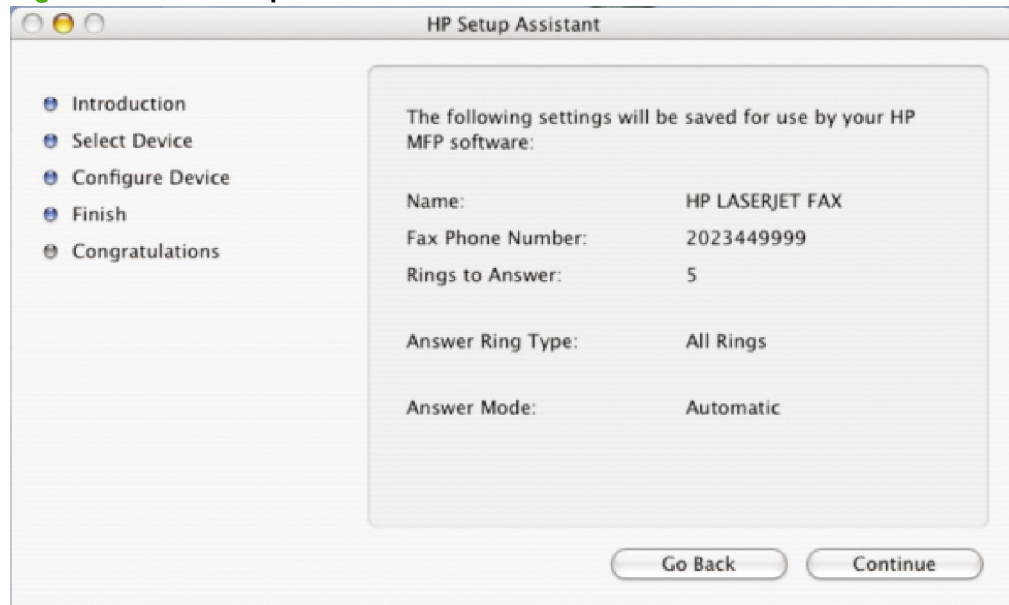 HP Setup Assistant
Introduction
Select Device
Configure Device
Finish
Congratulations
The following settings will be saved for use by your HP
MFP software:
Name: HP LASERJET FAX
Fax Phone Number: 2023449999
Rings to Answer: 5
Answer Ring Type: All Rings
Answer Mode: Automatic
Go Back Continue